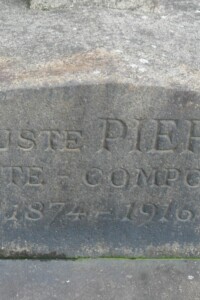 USTE PIER
TE - COMPO
1874-1916